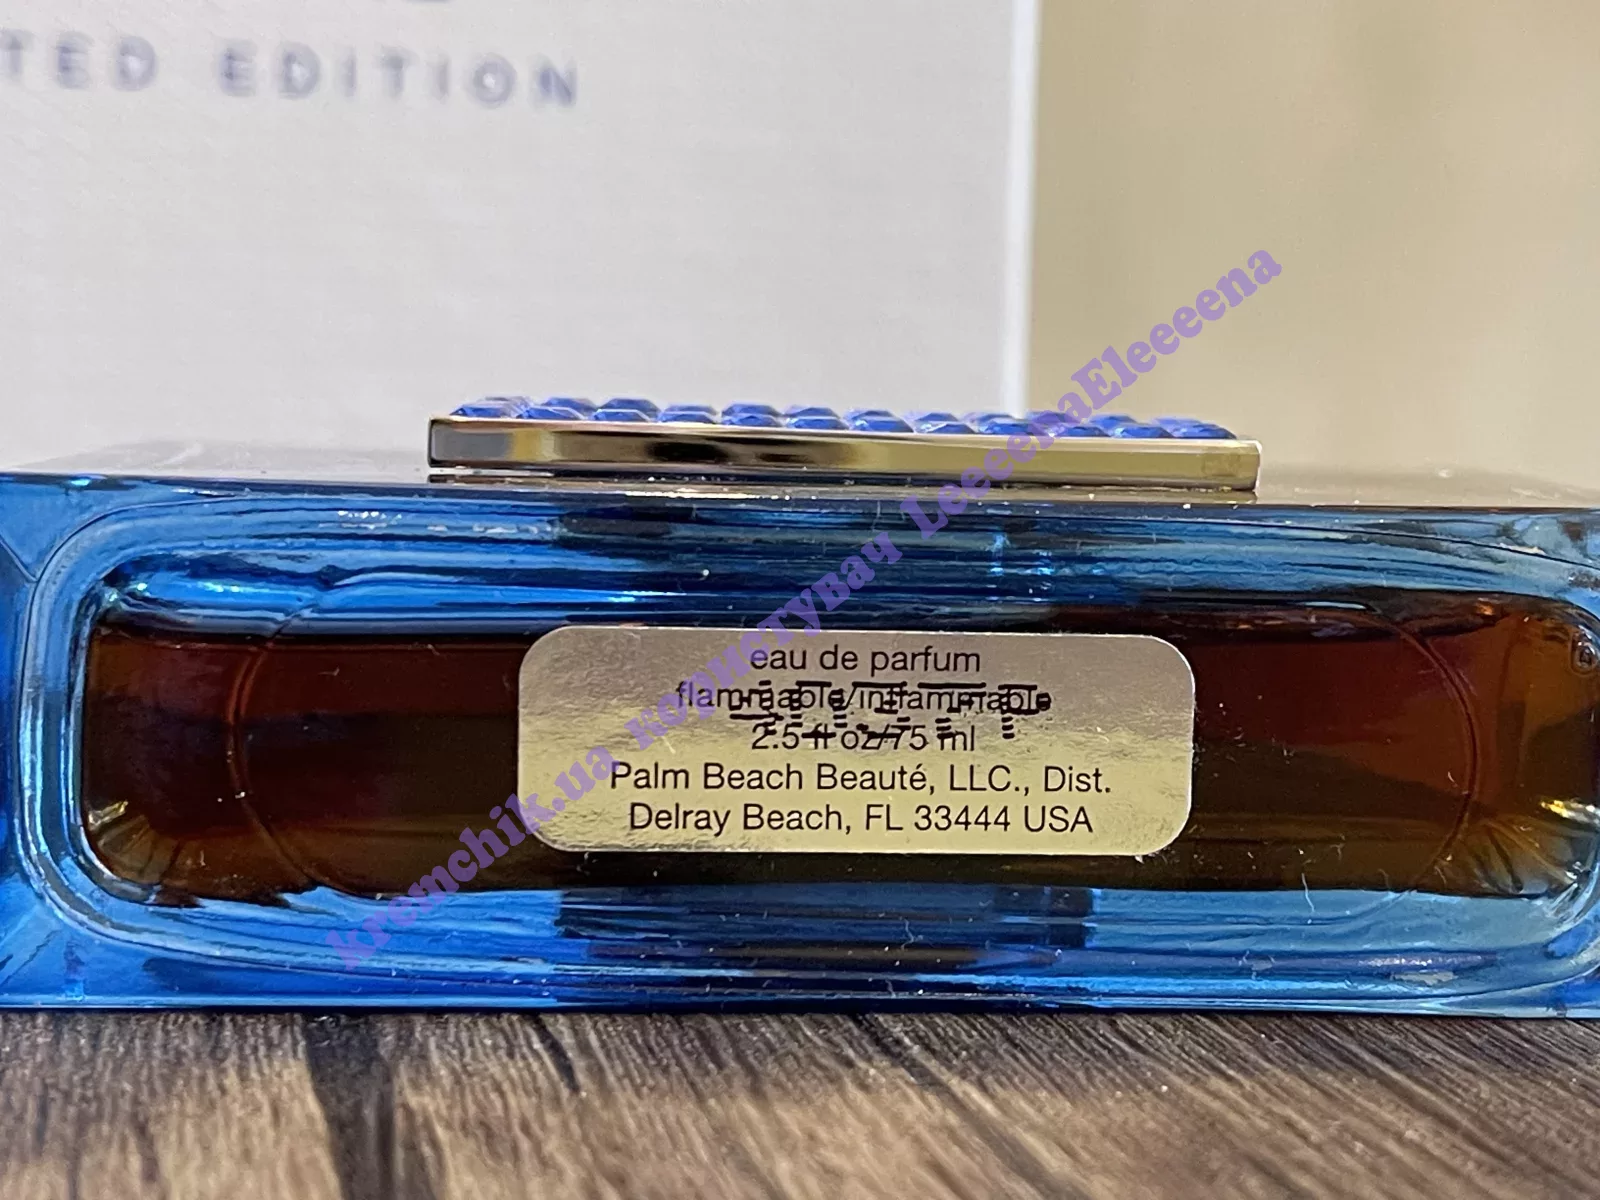 TED EDITION
eau de parfum
flammable/inflammable
2.5 fl oz/75 ml
Palm Beach Beauté, LLC., Dist.
Delray Beach, FL 33444 USA
kremchik.ua користувач LeeeenaEleeeena